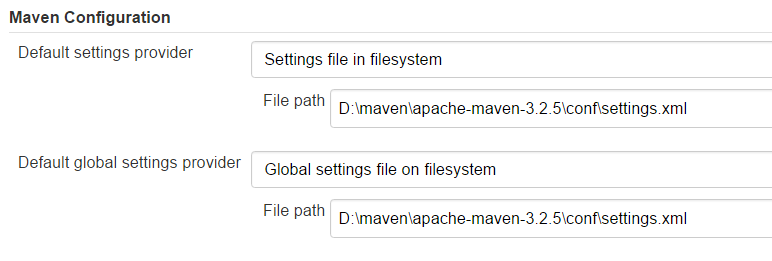 Maven Configuration
Default settings provider
Settings file in filesystem
File path
D:\maven\apache-maven-3.2.5\conf\settings.xml
Default global settings provider
Global settings file on filesystem
File path
D:\maven\apache-maven-3.2.5\conf\settings.xml